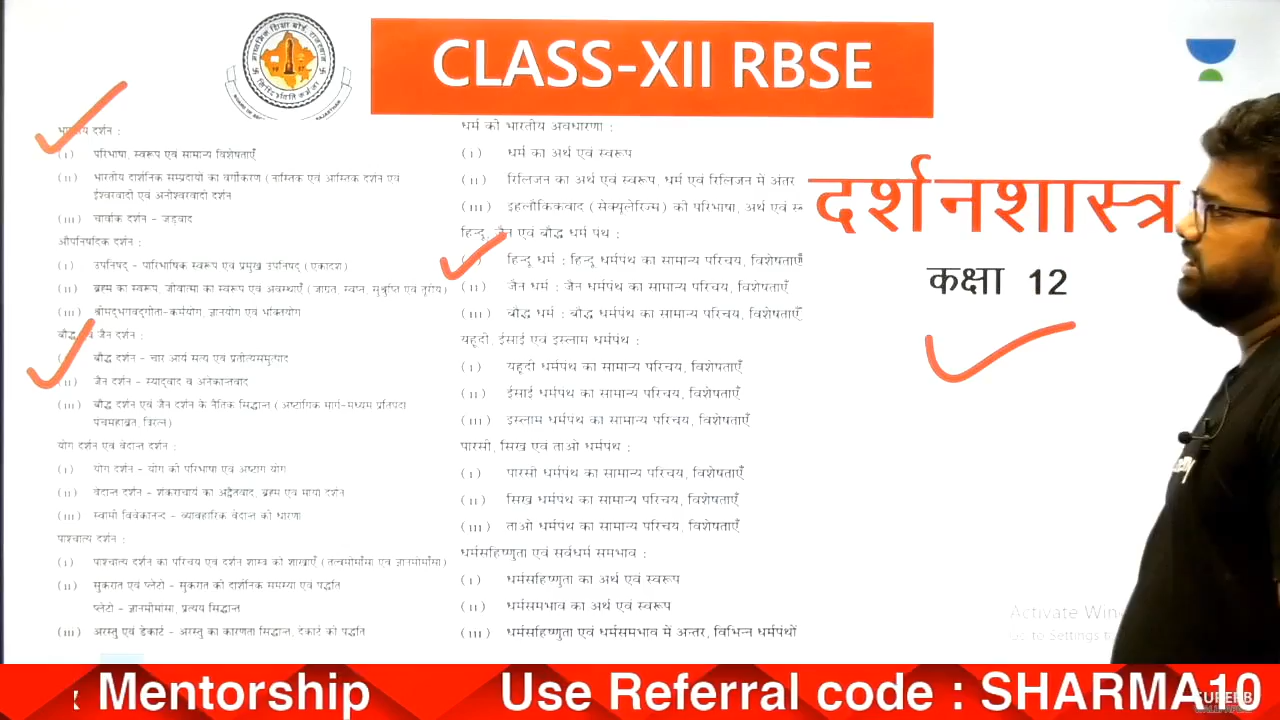 CLASS-XII RBSE
भारतीय दर्शन :
(I) परिभाषा, स्वरूप एवं सामान्य विशेषताएँ
(II) भारतीय दार्शनिक सम्प्रदायों का वर्गीकरण (नास्तिक एवं आस्तिक दर्शन एवं
ईश्वरवादी एवं अनीश्वरवादी दर्शन
(III) चार्वाक दर्शन – जड़वाद
औपनिषदिक दर्शन :
(I) उपनिषद् – पारिभाषिक स्वरूप एवं प्रमुख उपनिषद् (एकादश)
(II) ब्रह्म का स्वरूप, जीवात्मा का स्वरूप एवं अवस्थाएँ (जाग्रत, स्वप्न, सुषुप्ति एवं तुरीय)
(III) श्रीमद्भगवद्गीता-कर्मयोग, ज्ञानयोग एवं भक्तियोग
बौद्ध एवं जैन दर्शन :
बौद्ध दर्शन – चार आर्य सत्य एवं प्रतीत्यसमुत्पाद
(II) जैन दर्शन – स्याद्वाद व अनेकान्तवाद
(III) बौद्ध दर्शन एवं जैन दर्शन के नैतिक सिद्धान्त (अष्टांगिक मार्ग-मध्यम प्रतिपदा
पंचमहाव्रत, त्रिरत्न)
योग दर्शन एवं वेदान्त दर्शन :
(I) योग दर्शन – योग की परिभाषा एवं अष्टांग योग
(II) वेदान्त दर्शन – शंकराचार्य का अद्वैतवाद, ब्रह्म एवं माया दर्शन
(III) स्वामी विवेकानन्द – व्यावहारिक वेदान्त की धारणा
पाश्चात्य दर्शन :
(I) पाश्चात्य दर्शन का परिचय एवं दर्शन शास्त्र की शाखाएँ (तत्वमीमाँसा एवं ज्ञानमीमाँसा)
(II) सुकरात एवं प्लेटो – सुकरात की दार्शनिक समस्या एवं पद्धति
प्लेटो – ज्ञानमीमांसा, प्रत्यय सिद्धान्त
(III) अरस्तु एवं डेकार्ट – अरस्तु का कारणता सिद्धान्त, डेकार्ट की पद्धति
धर्म की भारतीय अवधारणा :
(I) धर्म का अर्थ एवं स्वरूप
(II) रिलिजन का अर्थ एवं स्वरूप, धर्म एवं रिलिजन में अंतर
(III) इहलौकिकवाद (सेक्यूलेरिज्म) की परिभाषा, अर्थ एवं
हिन्दू, जैन एवं बौद्ध धर्म पंथ :
हिन्दू धर्म : हिन्दू धर्मपंथ का सामान्य परिचय, विशेषताएँ
(II) जैन धर्म : जैन धर्मपंथ का सामान्य परिचय, विशेषताएँ
(III) बौद्ध धर्म : बौद्ध धर्मपंथ का सामान्य परिचय, विशेषताएँ
यहूदी, ईसाई एवं इस्लाम धर्मपंथ :
(I) यहूदी धर्मपंथ का सामान्य परिचय, विशेषताएँ
(II) ईसाई धर्मपंथ का सामान्य परिचय, विशेषताएँ
(III) इस्लाम धर्मपंथ का सामान्य परिचय, विशेषताएँ
पारसी, सिख एवं ताओ धर्मपंथ :
(I) पारसी धर्मपंथ का सामान्य परिचय, विशेषताएँ
(II) सिख धर्मपंथ का सामान्य परिचय, विशेषताएँ
(III) ताओ धर्मपंथ का सामान्य परिचय, विशेषताएँ
धर्मसहिष्णुता एवं सर्वधर्म समभाव :
(I) धर्मसहिष्णुता का अर्थ एवं स्वरूप
(II) धर्मसमभाव का अर्थ एवं स्वरूप
(III) धर्मसहिष्णुता एवं धर्मसमभाव में अन्तर, विभिन्न धर्मपंथों
दर्शनशास्त्र
कक्षा 12
Activate Win
Go to Settings to
Mentorship Use Referral code : SHARMA10